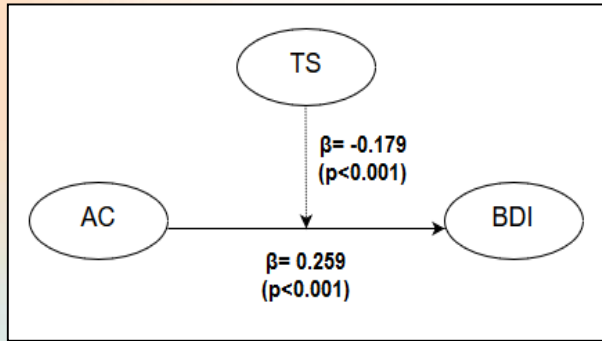 TS
β= -0.179
(p<0.001)
AC
BDI
β= 0.259
(p<0.001)